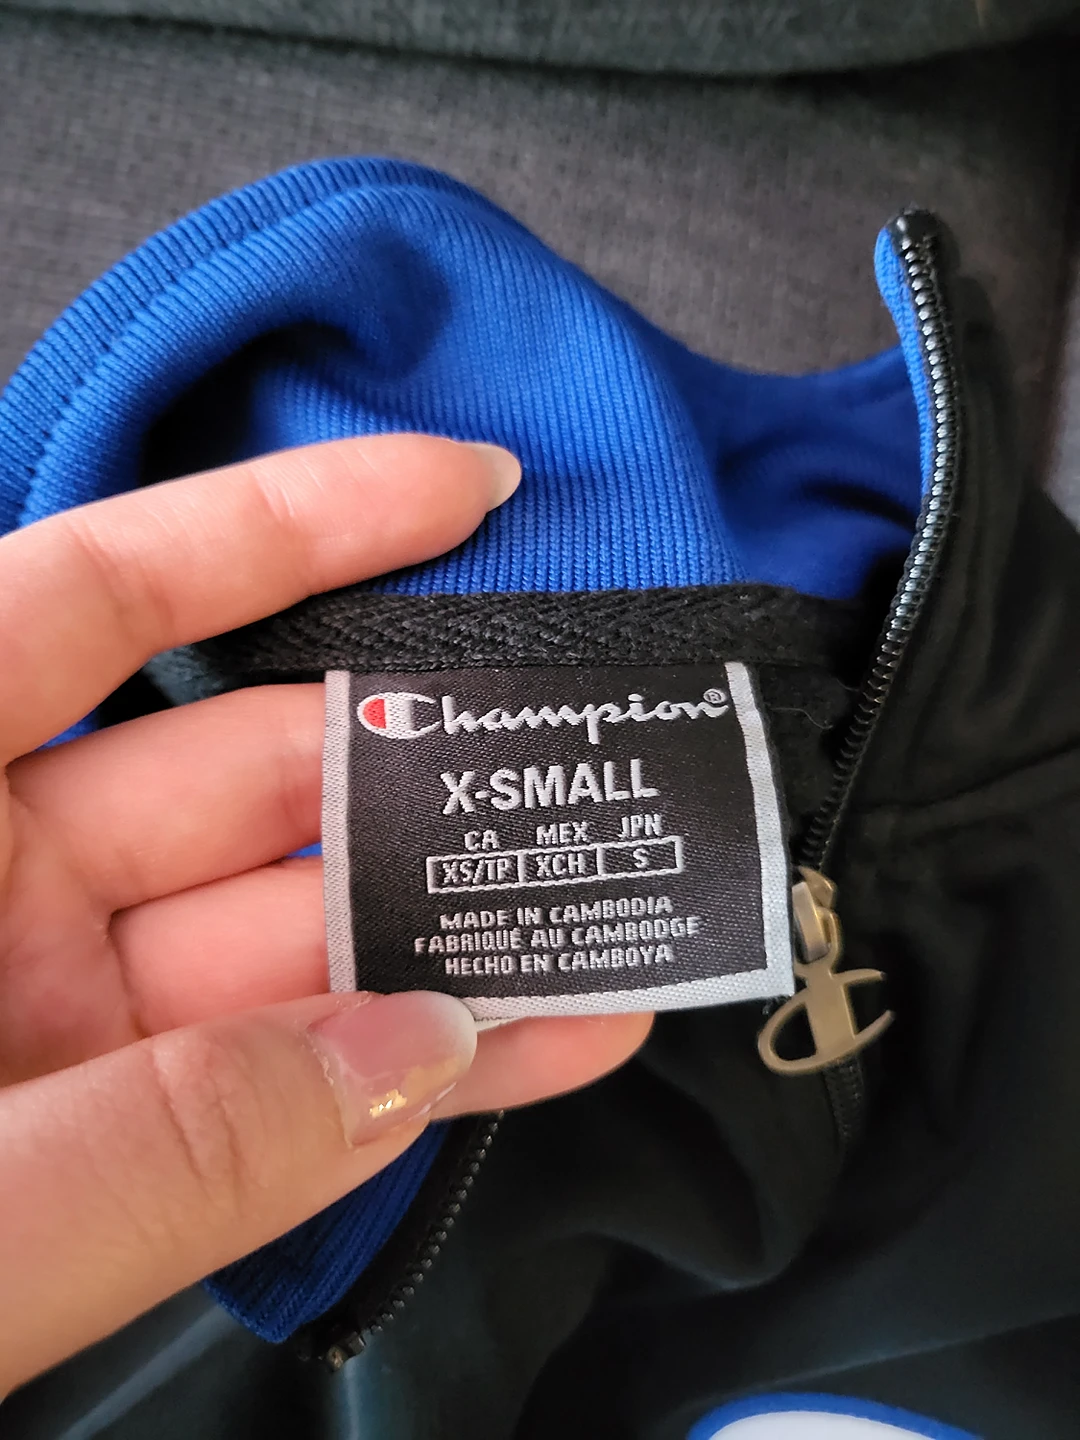 Champion®
X-SMALL
CA MEX JPN
XS/TP XCH S
MADE IN CAMBODIA
FABRIQUÉ AU CAMBODGE
HECHO EN CAMBOYA